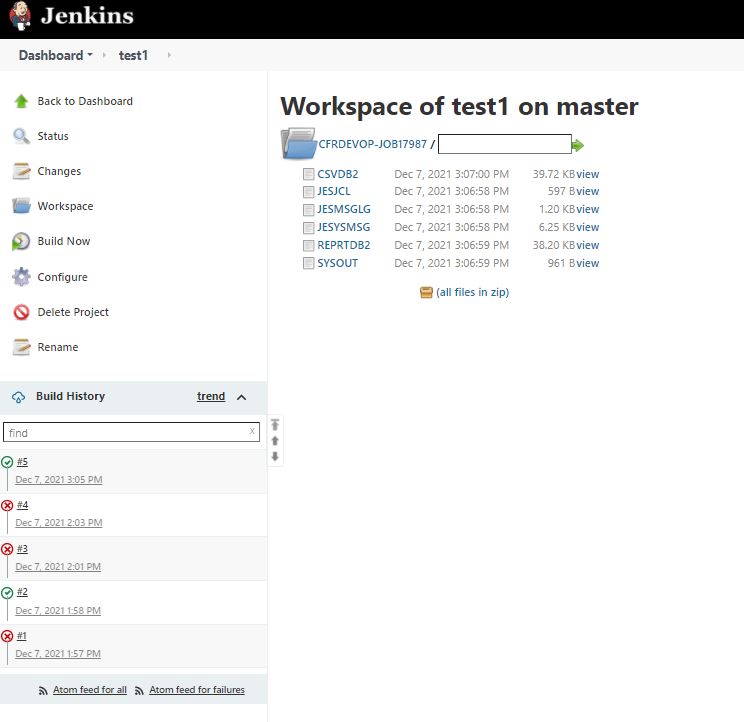 Jenkins
Dashboard test1
Back to Dashboard
Status
Changes
Workspace
Build Now
Configure
Delete Project
Rename
Build History trend
find x
#5
Dec 7, 2021 3:05 PM
#4
Dec 7, 2021 2:03 PM
#3
Dec 7, 2021 2:01 PM
#2
Dec 7, 2021 1:58 PM
#1
Dec 7, 2021 1:57 PM
Atom feed for all Atom feed for failures
Workspace of test1 on master
CFRDEVOP-JOB17987 /
CSVDB2 Dec 7, 2021 3:07:00 PM 39.72 KB view
JESJCL Dec 7, 2021 3:06:58 PM 597 B view
JESMSGLG Dec 7, 2021 3:06:58 PM 1.20 KB view
JESYSMSG Dec 7, 2021 3:06:58 PM 6.25 KB view
REPRTDB2 Dec 7, 2021 3:06:59 PM 38.20 KB view
SYSOUT Dec 7, 2021 3:06:59 PM 961 B view
(all files in zip)